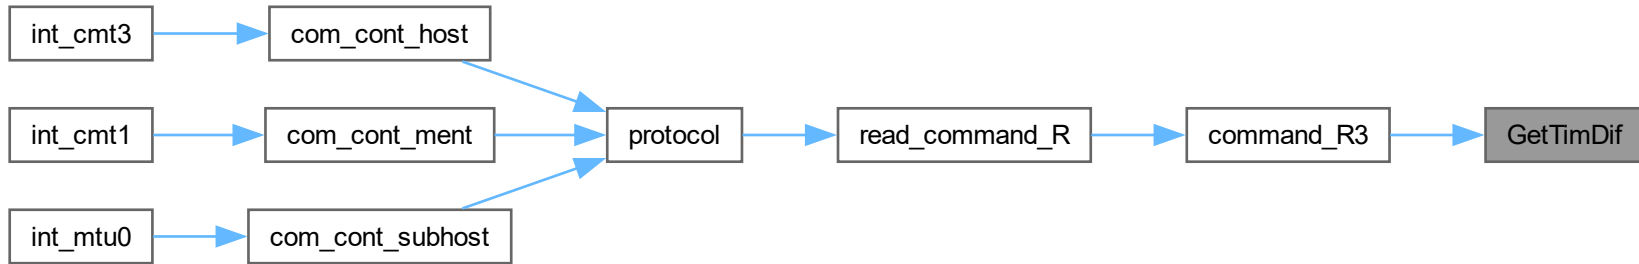 int_cmt3
com_cont_host
int_cmt1
com_cont_ment
protocol
read_command_R
command_R3
GetTimDif
int_mtu0
com_cont_subhost